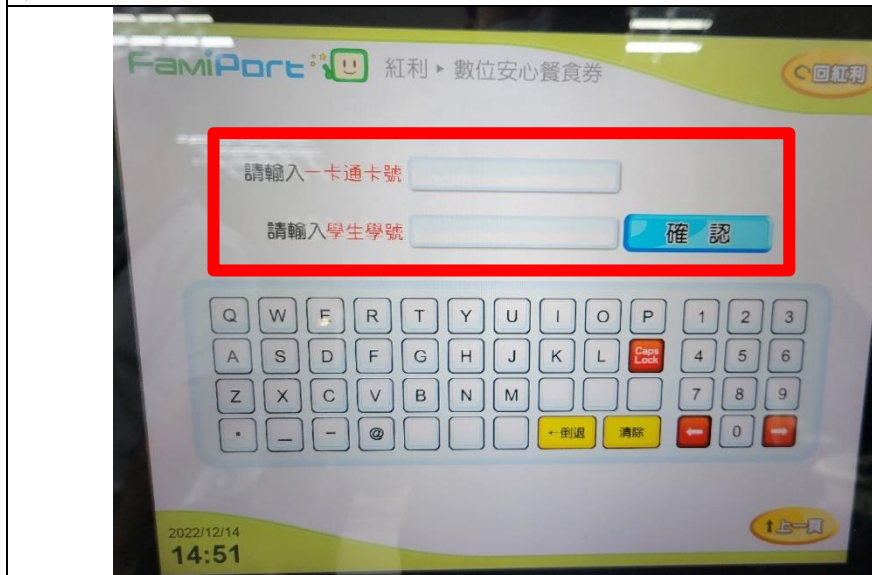 FamiPort 紅利 ▸ 數位安心餐食券
回紅利
請輸入一卡通卡號
請輸入學生學號 確認
Q W E R T Y U I O P 1 2 3
A S D F G H J K L Caps Lock 4 5 6
Z X C V B N M 7 8 9
. _ - @ ←倒退 清除 ← 0 →
↑上一頁
2022/12/14
14:51